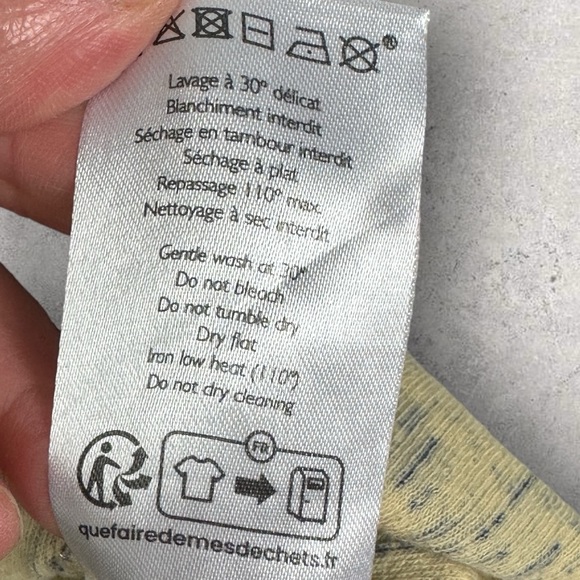 ®
Lavage à 30° délicat
Blanchiment interdit
Séchage en tambour interdit
Séchage à plat
Repassage 110° max.
Nettoyage à sec interdit
Gentle wash at 30°
Do not bleach
Do not tumble dry
Dry flat
Iron low heat (110°)
Do not dry cleaning
FR
quefairedemesdechets.fr